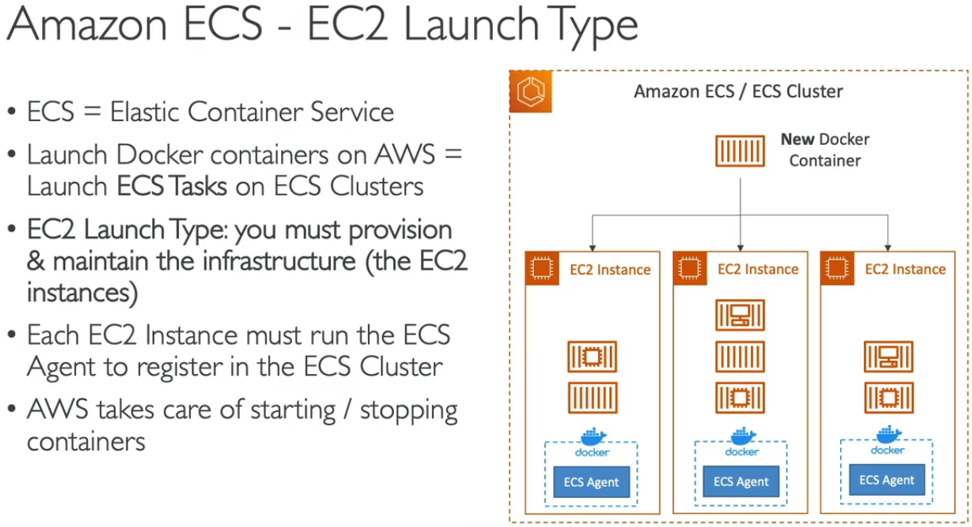 Amazon ECS - EC2 Launch Type
• ECS = Elastic Container Service
• Launch Docker containers on AWS =
Launch ECS Tasks on ECS Clusters
• EC2 Launch Type: you must provision
& maintain the infrastructure (the EC2
instances)
• Each EC2 Instance must run the ECS
Agent to register in the ECS Cluster
• AWS takes care of starting / stopping
containers
Amazon ECS / ECS Cluster
New Docker
Container
EC2 Instance
EC2 Instance
EC2 Instance
docker
docker
docker
ECS Agent
ECS Agent
ECS Agent